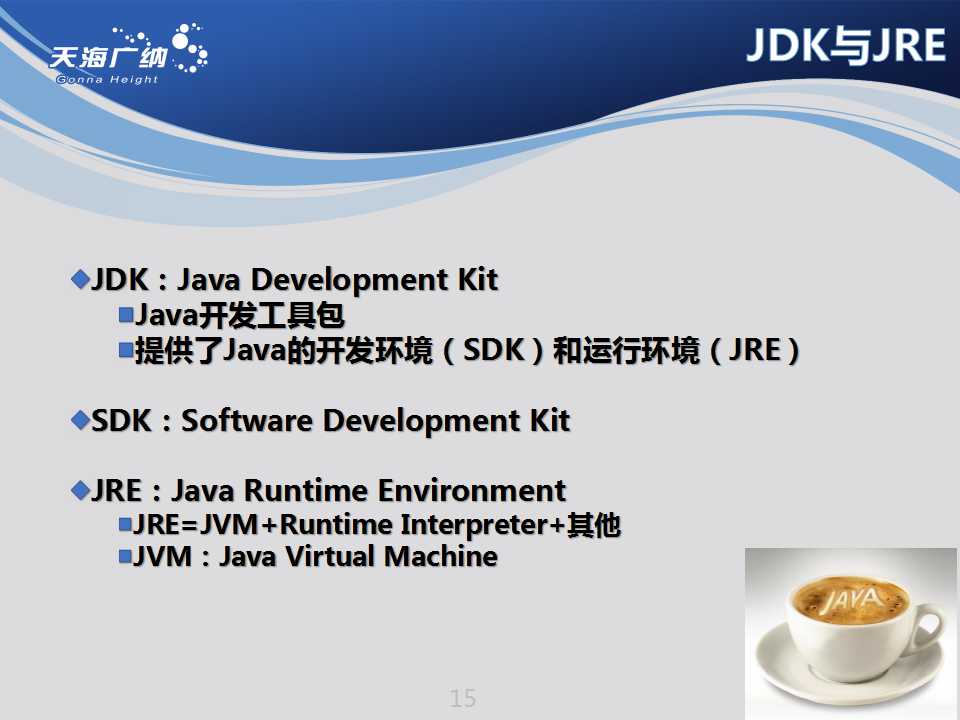 天海广纳
Gonna Height
JDK与JRE
JDK：Java Development Kit
Java开发工具包
提供了Java的开发环境（SDK）和运行环境（JRE）
SDK：Software Development Kit
JRE：Java Runtime Environment
JRE=JVM+Runtime Interpreter+其他
JVM：Java Virtual Machine
JAVA
15